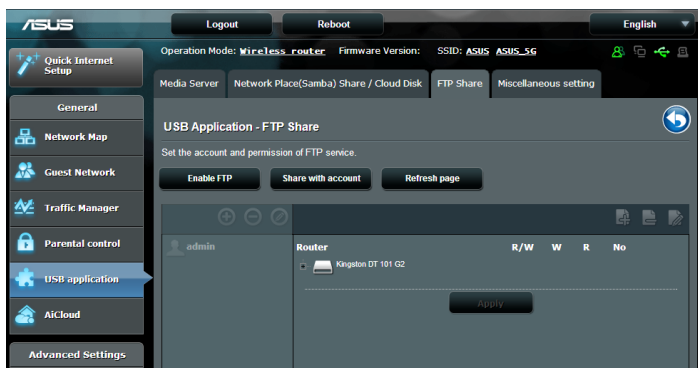 ASUS
Logout
Reboot
English
Quick Internet
Setup
Operation Mode: Wireless router Firmware Version: SSID: ASUS ASUS_5G
Media Server
Network Place(Samba) Share / Cloud Disk
FTP Share
Miscellaneous setting
General
Network Map
Guest Network
Traffic Manager
Parental control
USB application
AiCloud
Advanced Settings
USB Application - FTP Share
Set the account and permission of FTP service.
Enable FTP
Share with account
Refresh page
admin
Router R/W W R No
Kingston DT 101 G2
Apply